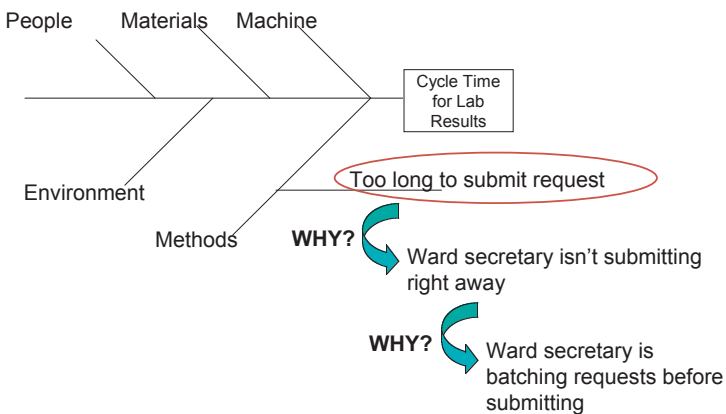 People Materials Machine
Cycle Time
for Lab
Results
Too long to submit request
Environment
Methods
WHY?
Ward secretary isn’t submitting
right away
WHY?
Ward secretary is
batching requests before
submitting